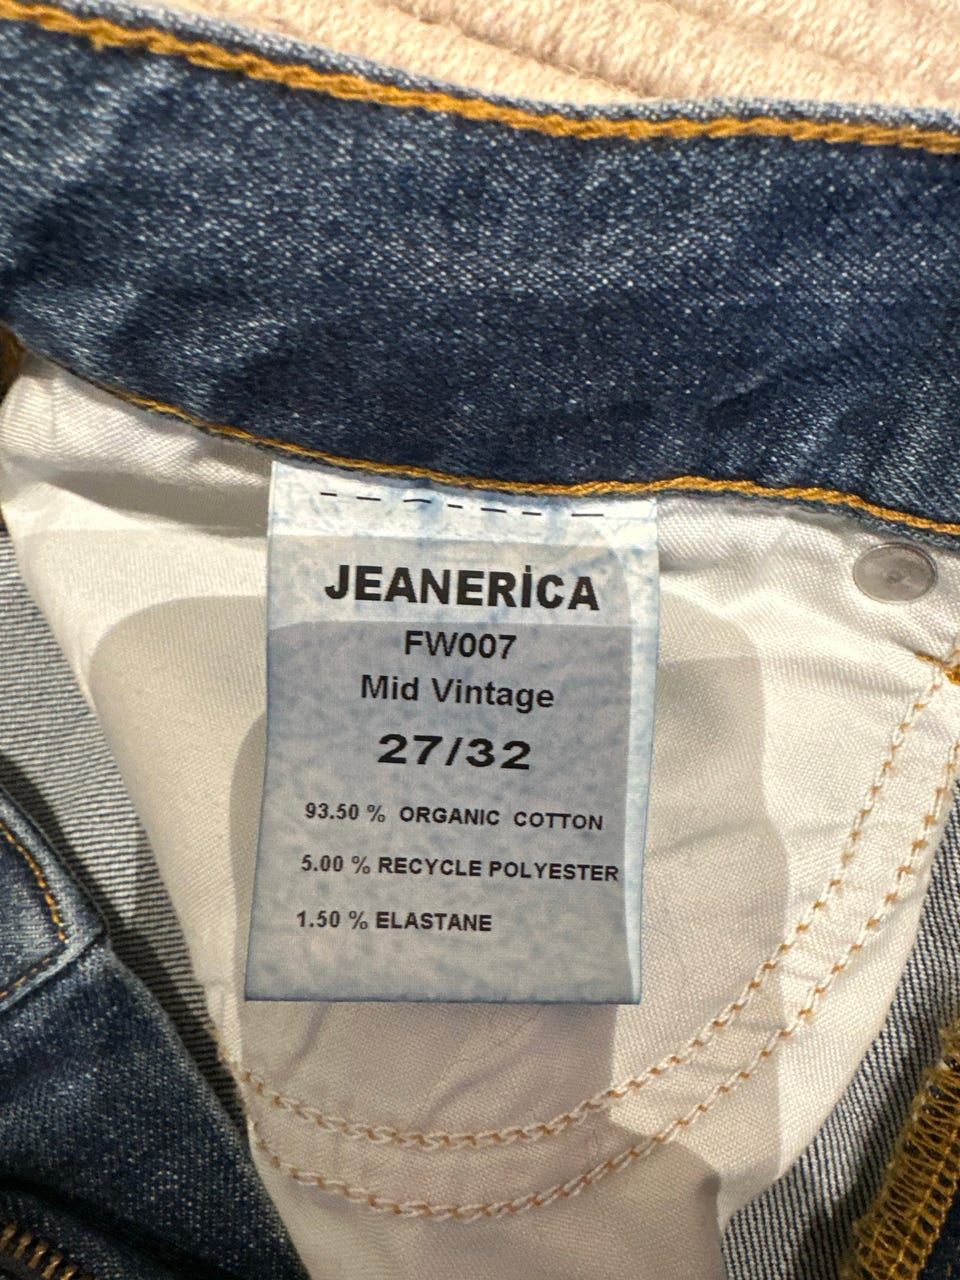 JEANERİCA
FW007
Mid Vintage
27/32
93.50 % ORGANIC COTTON
5.00 % RECYCLE POLYESTER
1.50 % ELASTANE